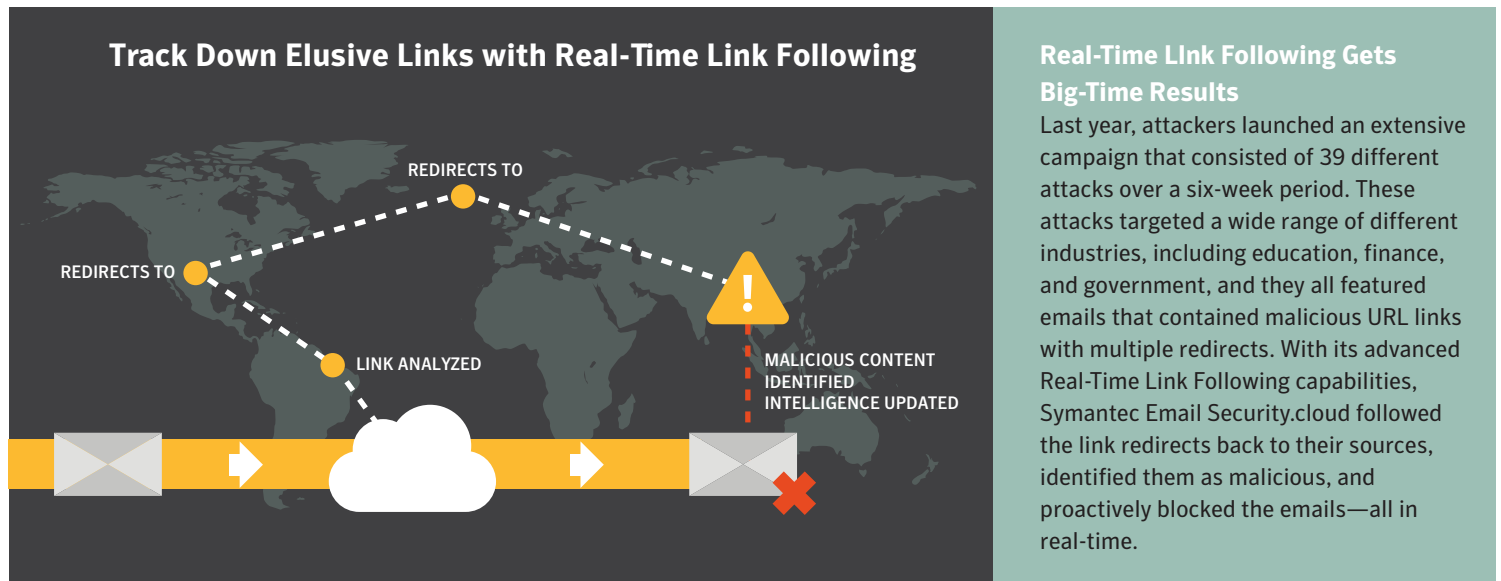 Track Down Elusive Links with Real-Time Link Following
REDIRECTS TO
REDIRECTS TO
LINK ANALYZED
!
MALICIOUS CONTENT
IDENTIFIED
INTELLIGENCE UPDATED
Real-Time LInk Following Gets
Big-Time Results
Last year, attackers launched an extensive
campaign that consisted of 39 different
attacks over a six-week period. These
attacks targeted a wide range of different
industries, including education, finance,
and government, and they all featured
emails that contained malicious URL links
with multiple redirects. With its advanced
Real-Time Link Following capabilities,
Symantec Email Security.cloud followed
the link redirects back to their sources,
identified them as malicious, and
proactively blocked the emails—all in
real-time.